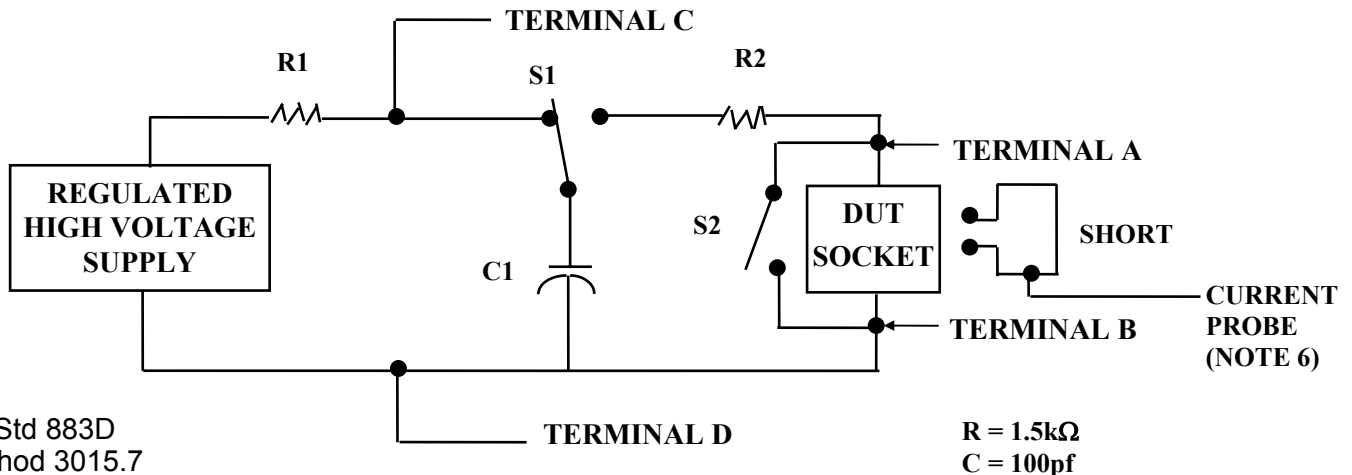 TERMINAL C
R1
S1
R2
TERMINAL A
REGULATED
HIGH VOLTAGE
SUPPLY
DUT
SOCKET
S2
SHORT
C1
CURRENT
PROBE
(NOTE 6)
TERMINAL B
TERMINAL D
Std 883D
hod 3015.7
R = 1.5kΩ
C = 100pf